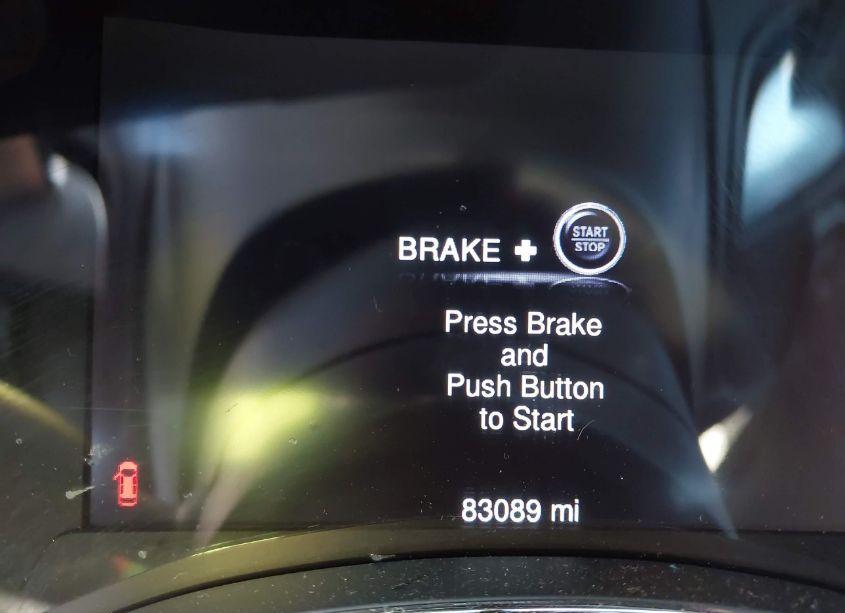 BRAKE +
START
STOP
Press Brake
and
Push Button
to Start
83089 mi